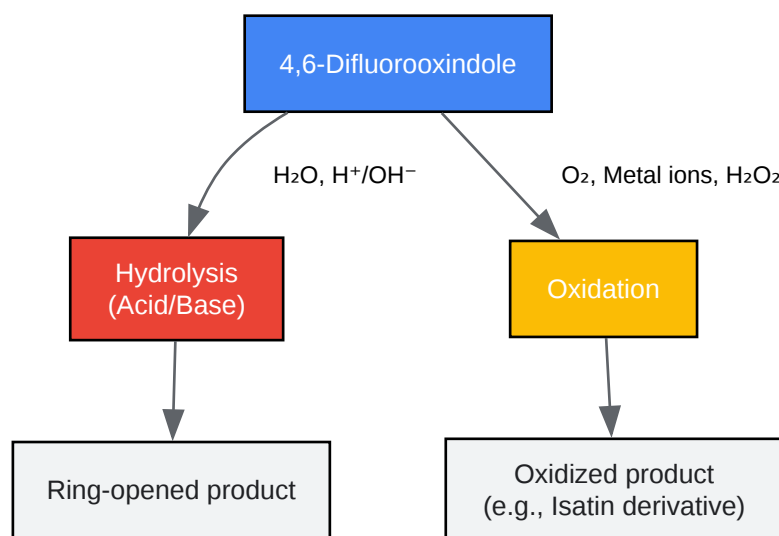 4,6-Difluorooxindole
H₂O, H⁺/OH⁻
O₂, Metal ions, H₂O₂
Hydrolysis
(Acid/Base)
Oxidation
Ring-opened product
Oxidized product
(e.g., Isatin derivative)